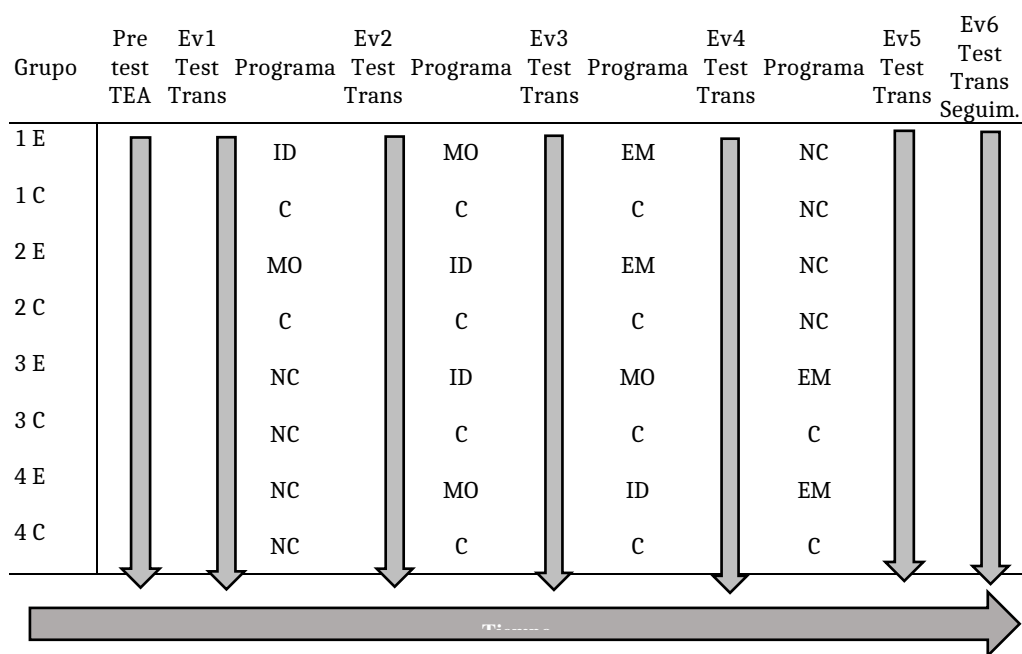 Ev6
Pre Ev1 Ev2 Ev3 Ev4 Ev5
Test
Grupo test Test Programa Test Programa Test Programa Test Programa Test
Trans
TEA Trans Trans Trans Trans Trans
Seguim.
1 E ID MO EM NC
1 C C C C NC
2 E MO ID EM NC
2 C C C C NC
3 E NC ID MO EM
3 C NC C C C
4 E NC MO ID EM
4 C NC C C C